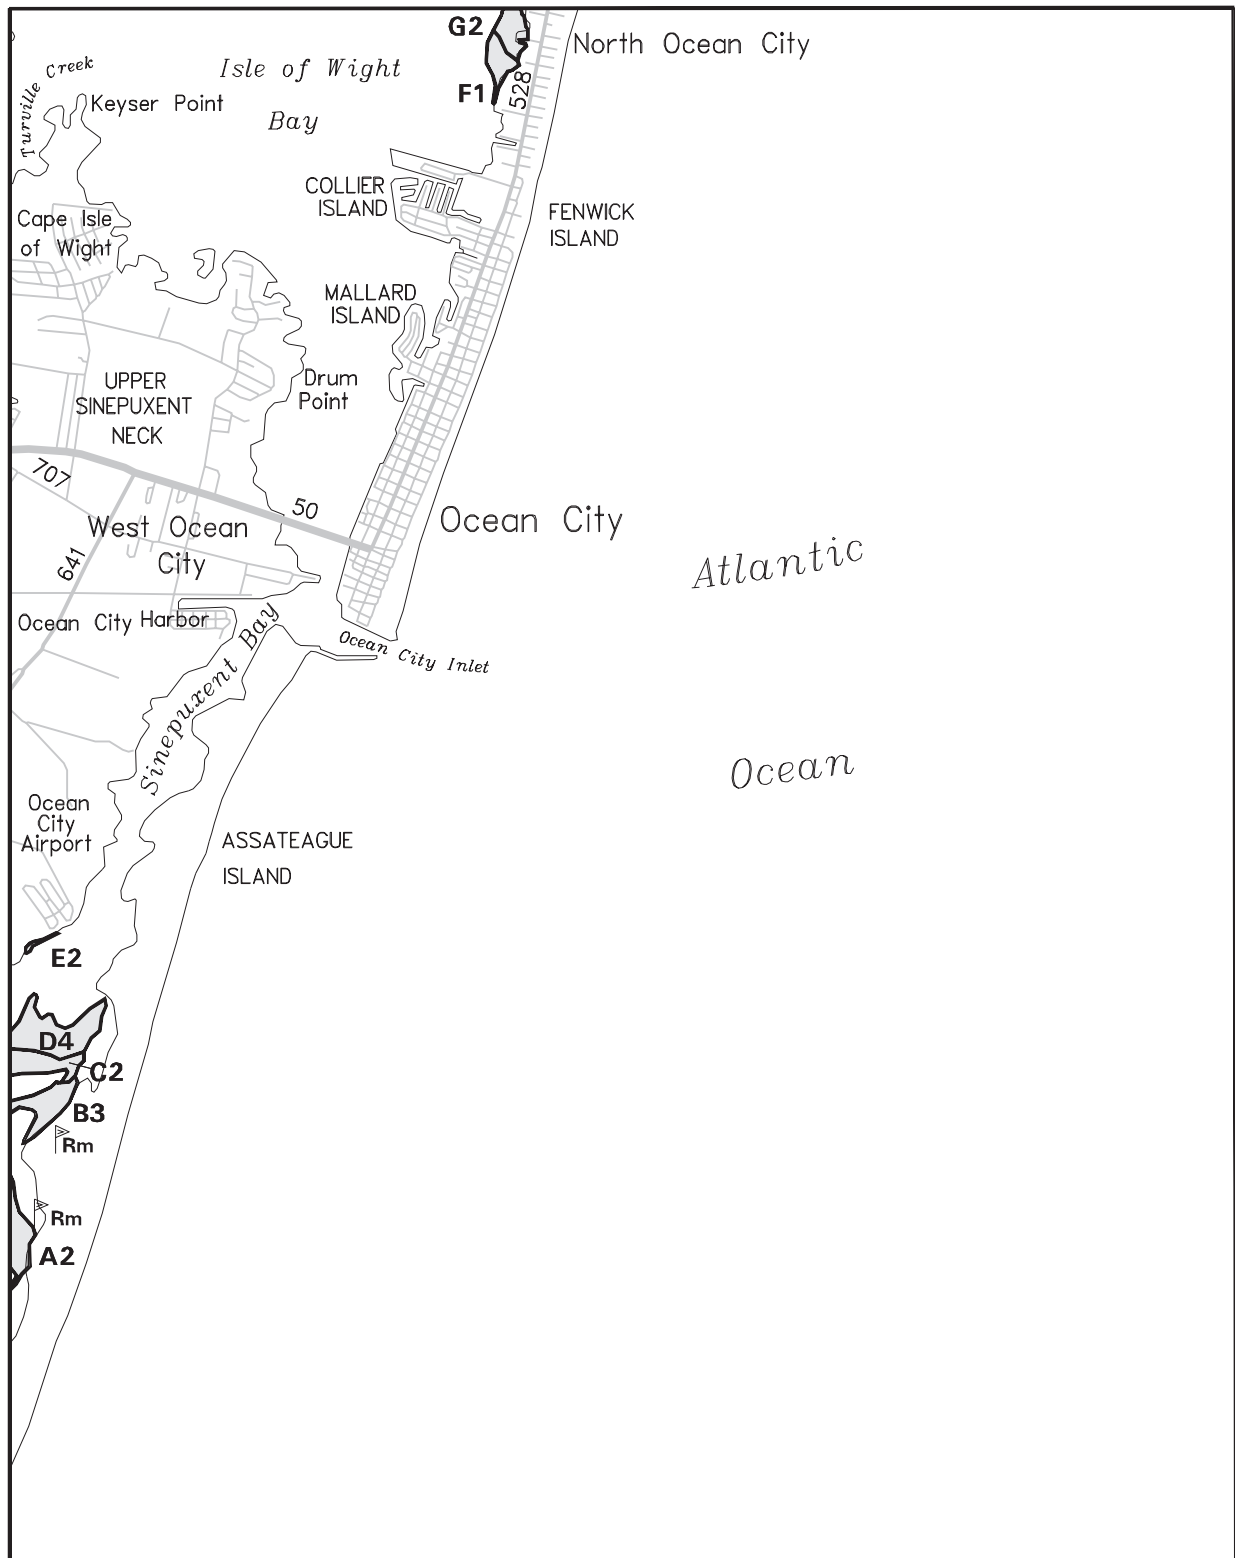 G2
North Ocean City
Turville Creek
Isle of Wight
Bay
Keyser Point
F1
528
COLLIER
ISLAND
FENWICK
ISLAND
Cape Isle
of Wight
MALLARD
ISLAND
UPPER
SINEPUXENT
NECK
Drum
Point
707
50
West Ocean
City
Ocean City
641
Atlantic
Ocean City Harbor
Ocean City Inlet
Sinepuxent Bay
Ocean
Ocean
City
Airport
ASSATEAGUE
ISLAND
E2
D4
C2
B3
Rm
Rm
A2